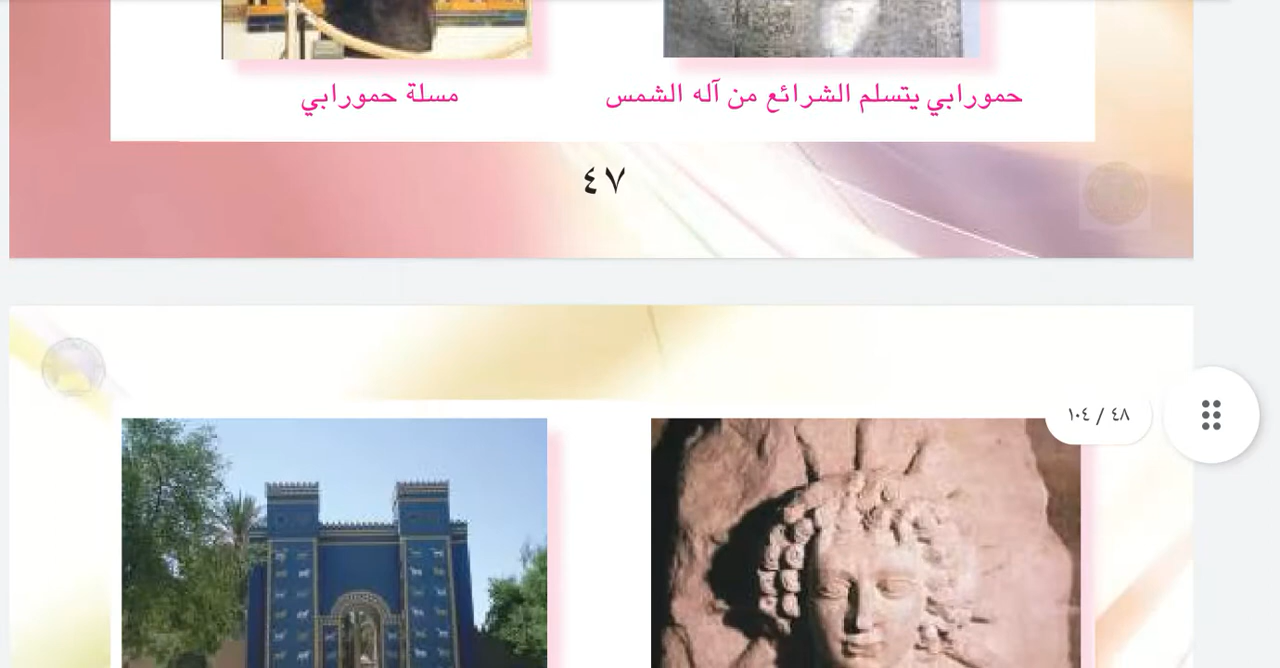 حمورابي يتسلم الشرائع من آله الشمس
مسلة حمورابي
٤٧
٤٨ / ١٠٤